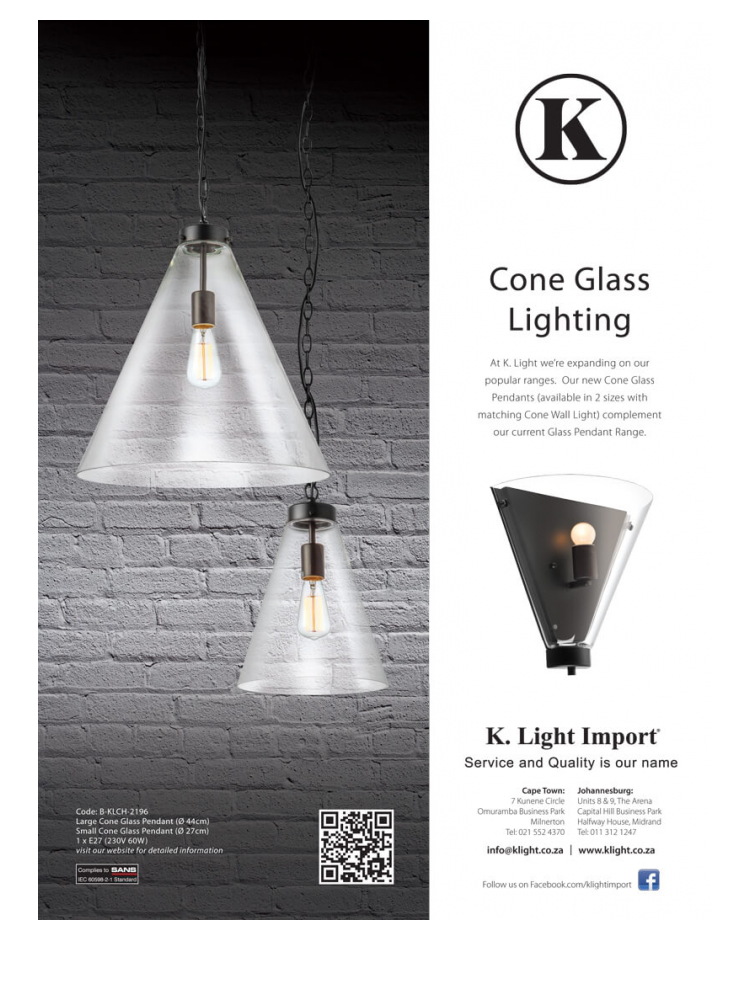 K
Cone Glass
Lighting
At K. Light we're expanding on our
popular ranges. Our new Cone Glass
Pendants (available in 2 sizes with
matching Cone Wall Light) complement
our current Glass Pendant Range.
K. Light Import®
Service and Quality is our name
Cape Town:
7 Kunene Circle
Omuramba Business Park
Milnerton
Tel: 021 552 4370
Johannesburg:
Units 8 & 9, The Arena
Capital Hill Business Park
Halfway House, Midrand
Tel: 011 312 1247
info@klight.co.za | www.klight.co.za
Follow us on Facebook.com/klightimport
f
Code: B-KLCH-2196
Large Cone Glass Pendant (Ø 44cm)
Small Cone Glass Pendant (Ø 27cm)
1 x E27 (230V 60W)
visit our website for detailed information
Complies to SANS
IEC 60598-2-1 Standard